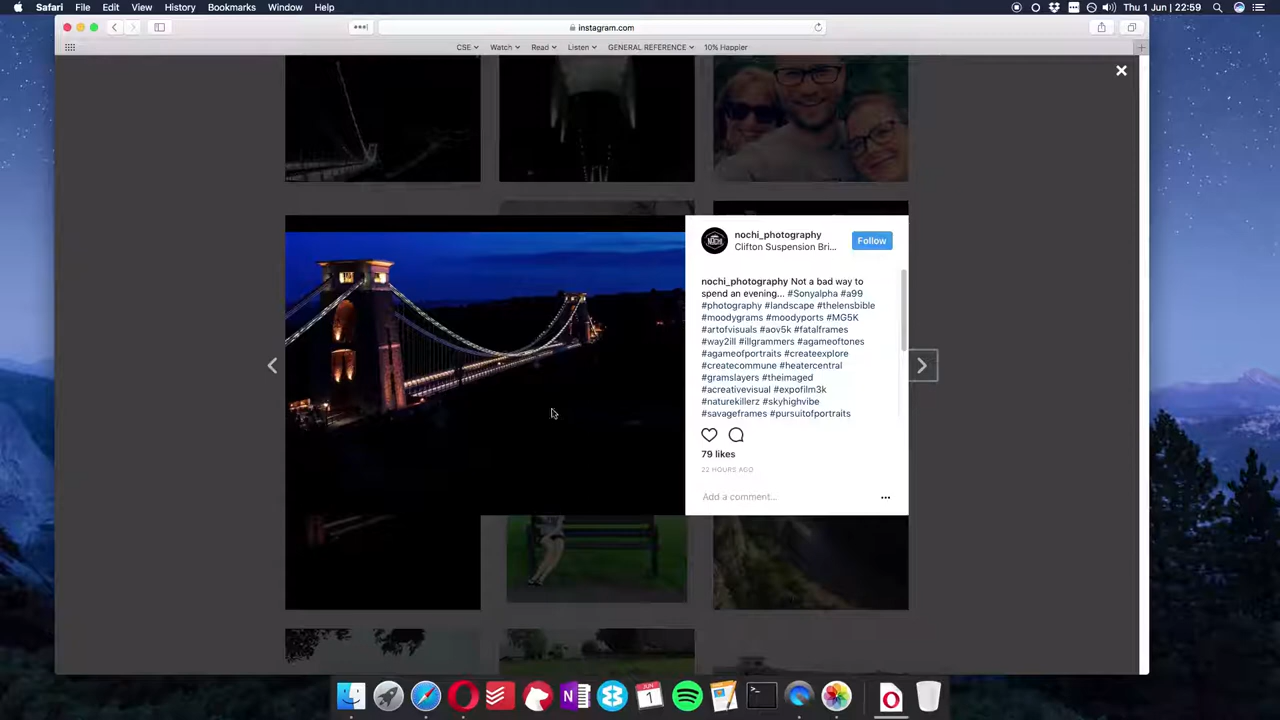 Safari File Edit View History Bookmarks Window Help
Thu 1 Jun | 22:59
instagram.com
CSE Watch Read Listen GENERAL REFERENCE 10% Happier
NOCHI
nochi_photography
Clifton Suspension Bri...
Follow
nochi_photography Not a bad way to
spend an evening... #Sonyalpha #a99
#photography #landscape #thelensbible
#moodygrams #moodyports #MG5K
#artofvisuals #aov5k #fatalframes
#way2ill #illgrammers #agameoftones
#agameofportraits #createexplore
#createcommune #heatercentral
#gramslayers #theimaged
#acreativevisual #expofilm3k
#naturekillerz #skyhighvibe
#savageframes #pursuitofportraits
79 likes
22 HOURS AGO
Add a comment...
JUN
1